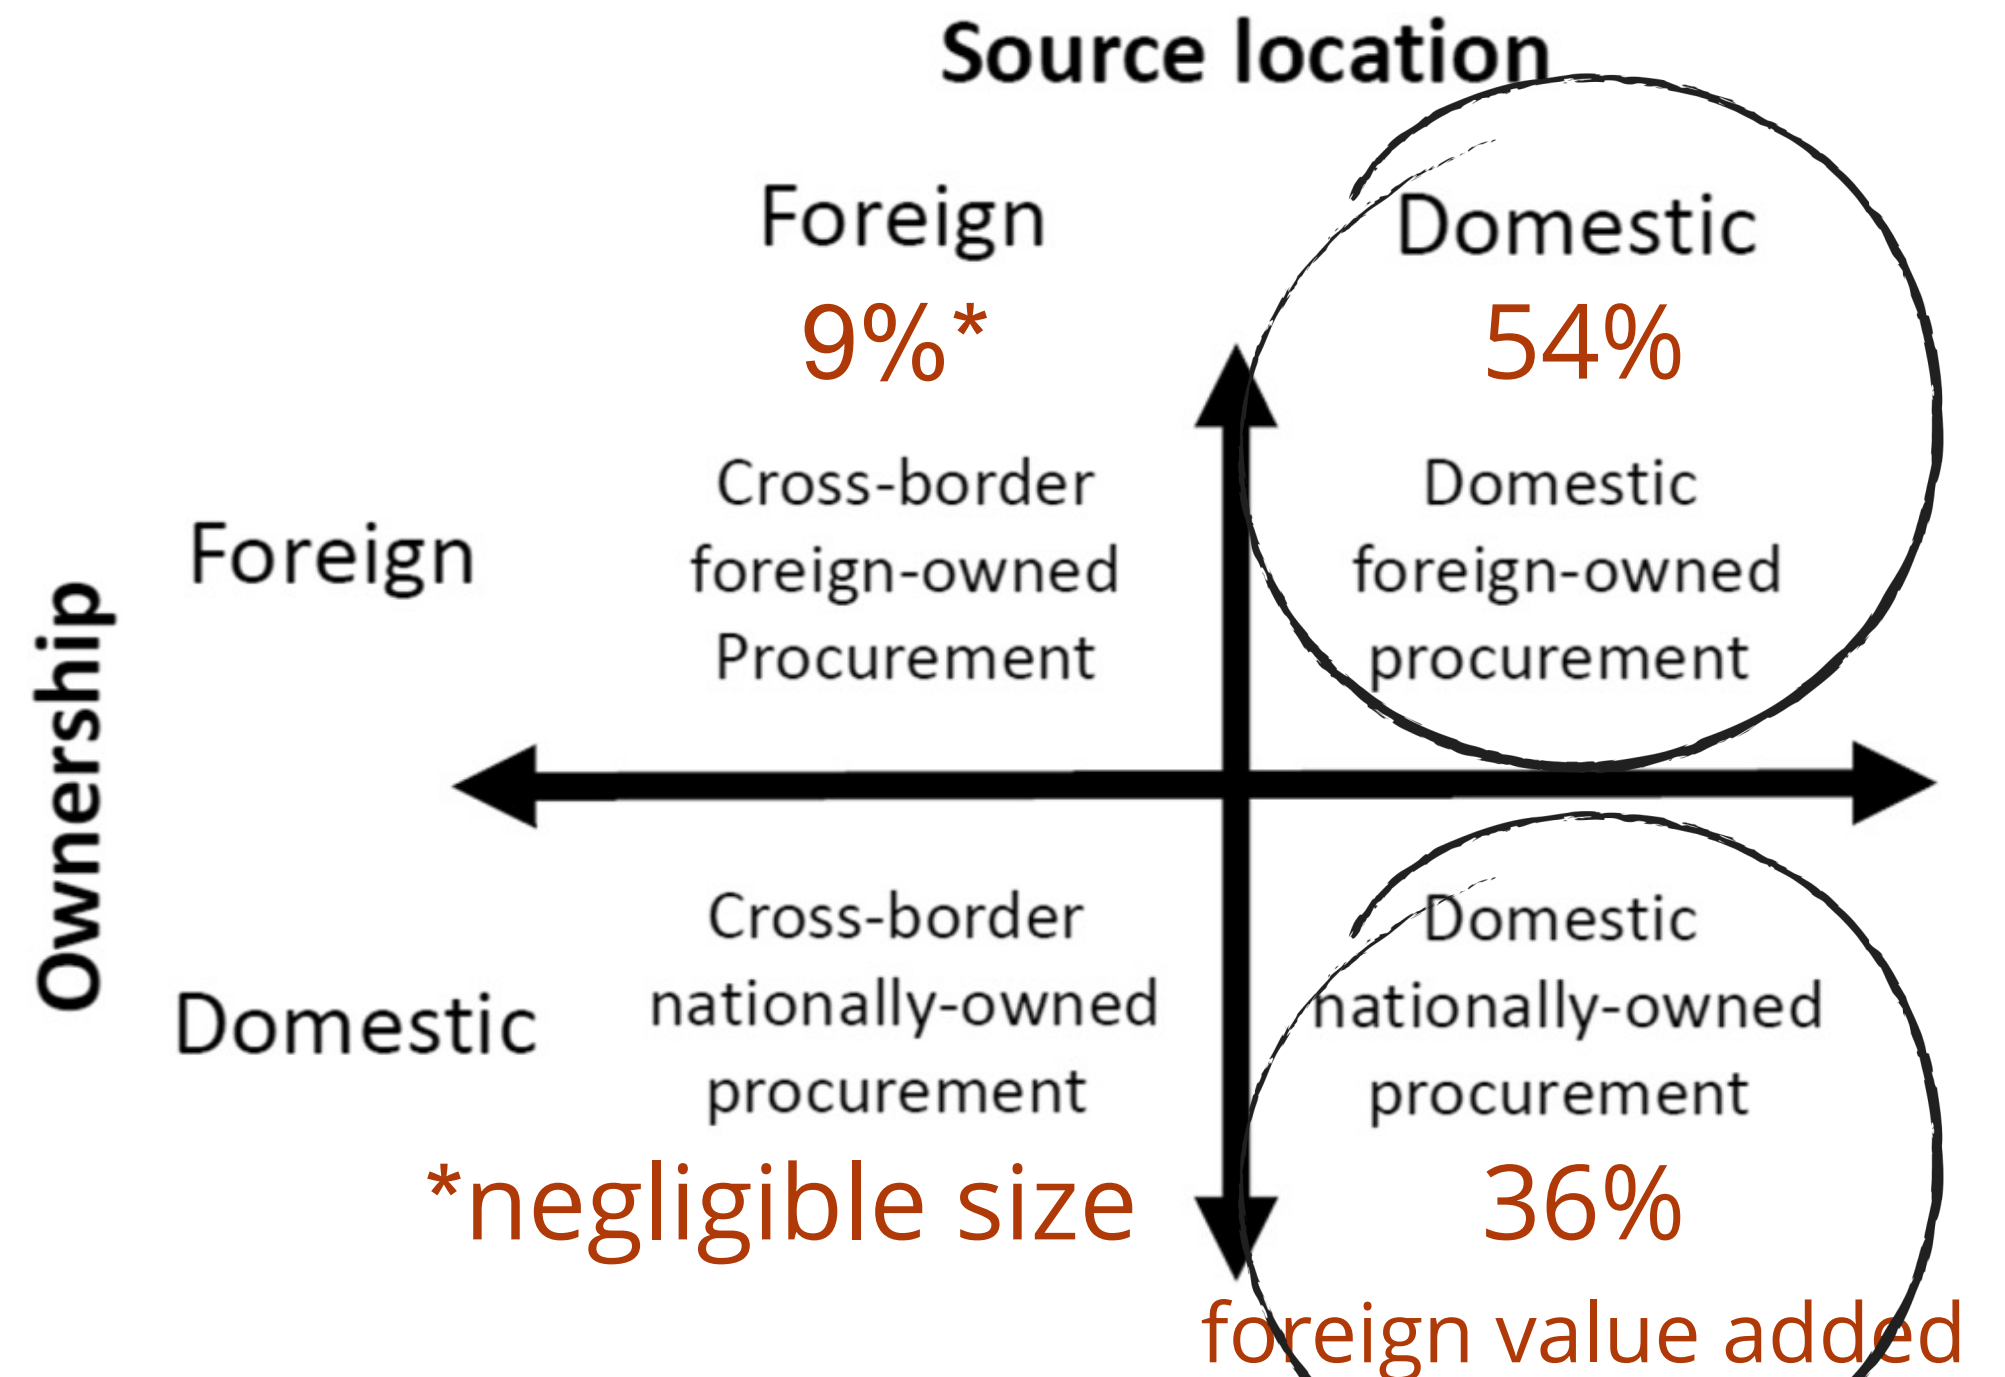 Source location
Foreign
Domestic
9%*
54%
Ownership
Foreign
Cross-border
foreign-owned
Procurement
Domestic
foreign-owned
procurement
Domestic
Cross-border
nationally-owned
procurement
*negligible size
Domestic
nationally-owned
procurement
36%
foreign value added